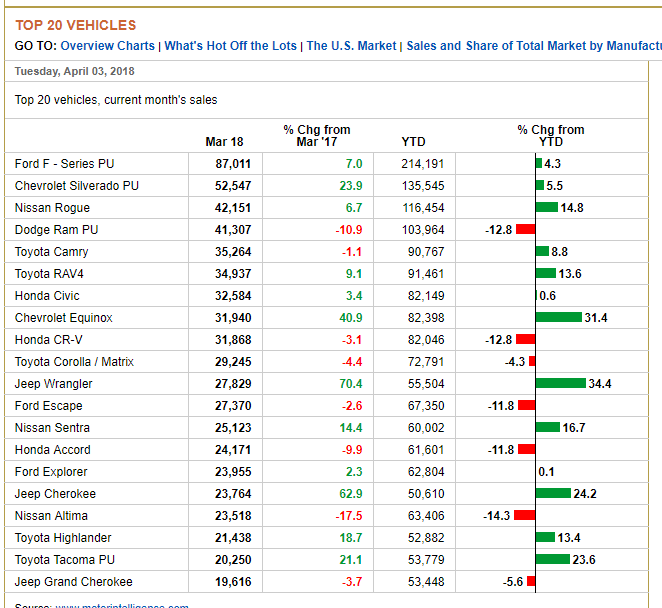 TOP 20 VEHICLES
GO TO: Overview Charts | What's Hot Off the Lots | The U.S. Market | Sales and Share of Total Market by Manufactu
Tuesday, April 03, 2018
Top 20 vehicles, current month's sales
Mar 18 % Chg from Mar '17 YTD % Chg from YTD
Ford F - Series PU 87,011 7.0 214,191 4.3
Chevrolet Silverado PU 52,547 23.9 135,545 5.5
Nissan Rogue 42,151 6.7 116,454 14.8
Dodge Ram PU 41,307 -10.9 103,964 -12.8
Toyota Camry 35,264 -1.1 90,767 8.8
Toyota RAV4 34,937 9.1 91,461 13.6
Honda Civic 32,584 3.4 82,149 0.6
Chevrolet Equinox 31,940 40.9 82,398 31.4
Honda CR-V 31,868 -3.1 82,046 -12.8
Toyota Corolla / Matrix 29,245 -4.4 72,791 -4.3
Jeep Wrangler 27,829 70.4 55,504 34.4
Ford Escape 27,370 -2.6 67,350 -11.8
Nissan Sentra 25,123 14.4 60,002 16.7
Honda Accord 24,171 -9.9 61,601 -11.8
Ford Explorer 23,955 2.3 62,804 0.1
Jeep Cherokee 23,764 62.9 50,610 24.2
Nissan Altima 23,518 -17.5 63,406 -14.3
Toyota Highlander 21,438 18.7 52,882 13.4
Toyota Tacoma PU 20,250 21.1 53,779 23.6
Jeep Grand Cherokee 19,616 -3.7 53,448 -5.6
Source: www.motorintelligence.com